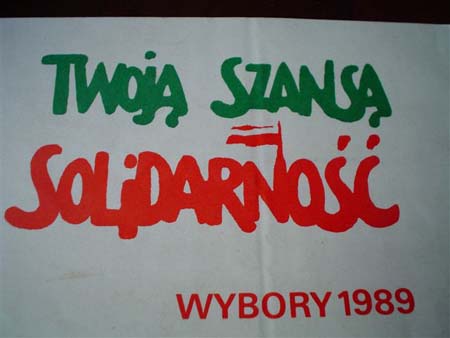 TWOJĄ SZANSĄ
SOLiDARNOŚĆ
WYBORY 1989